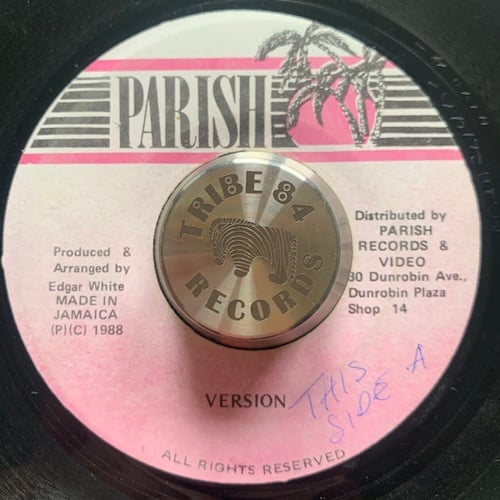 PARISH
TRIBE 84
RECORDS
Produced &
Arranged by
Edgar White
MADE IN
JAMAICA
(P)(C) 1988
Distributed by
PARISH
RECORDS &
VIDEO
30 Dunrobin Ave.,
Dunrobin Plaza
Shop 14
VERSION
THIS
SIDE A
ALL RIGHTS RESERVED